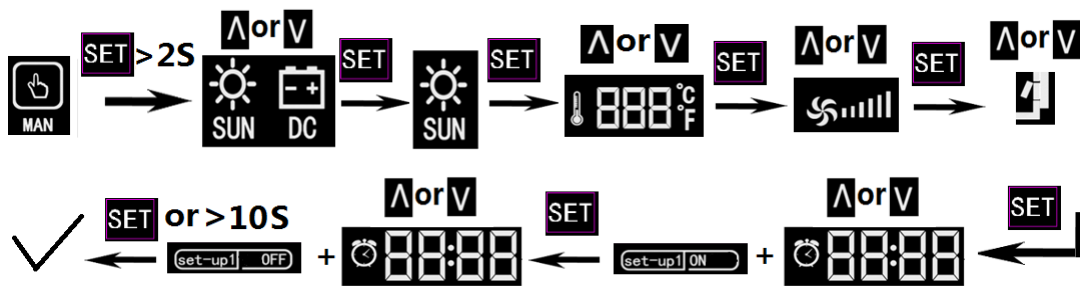 Λ or V
SET >2S SET SET Λ or V SET Λ or V SET Λ or V
MAN SUN - + DC SUN 888 °C °F
SET or >10S Λ or V SET Λ or V SET
set-up1 OFF + 88:88 set-up1 ON + 88:88